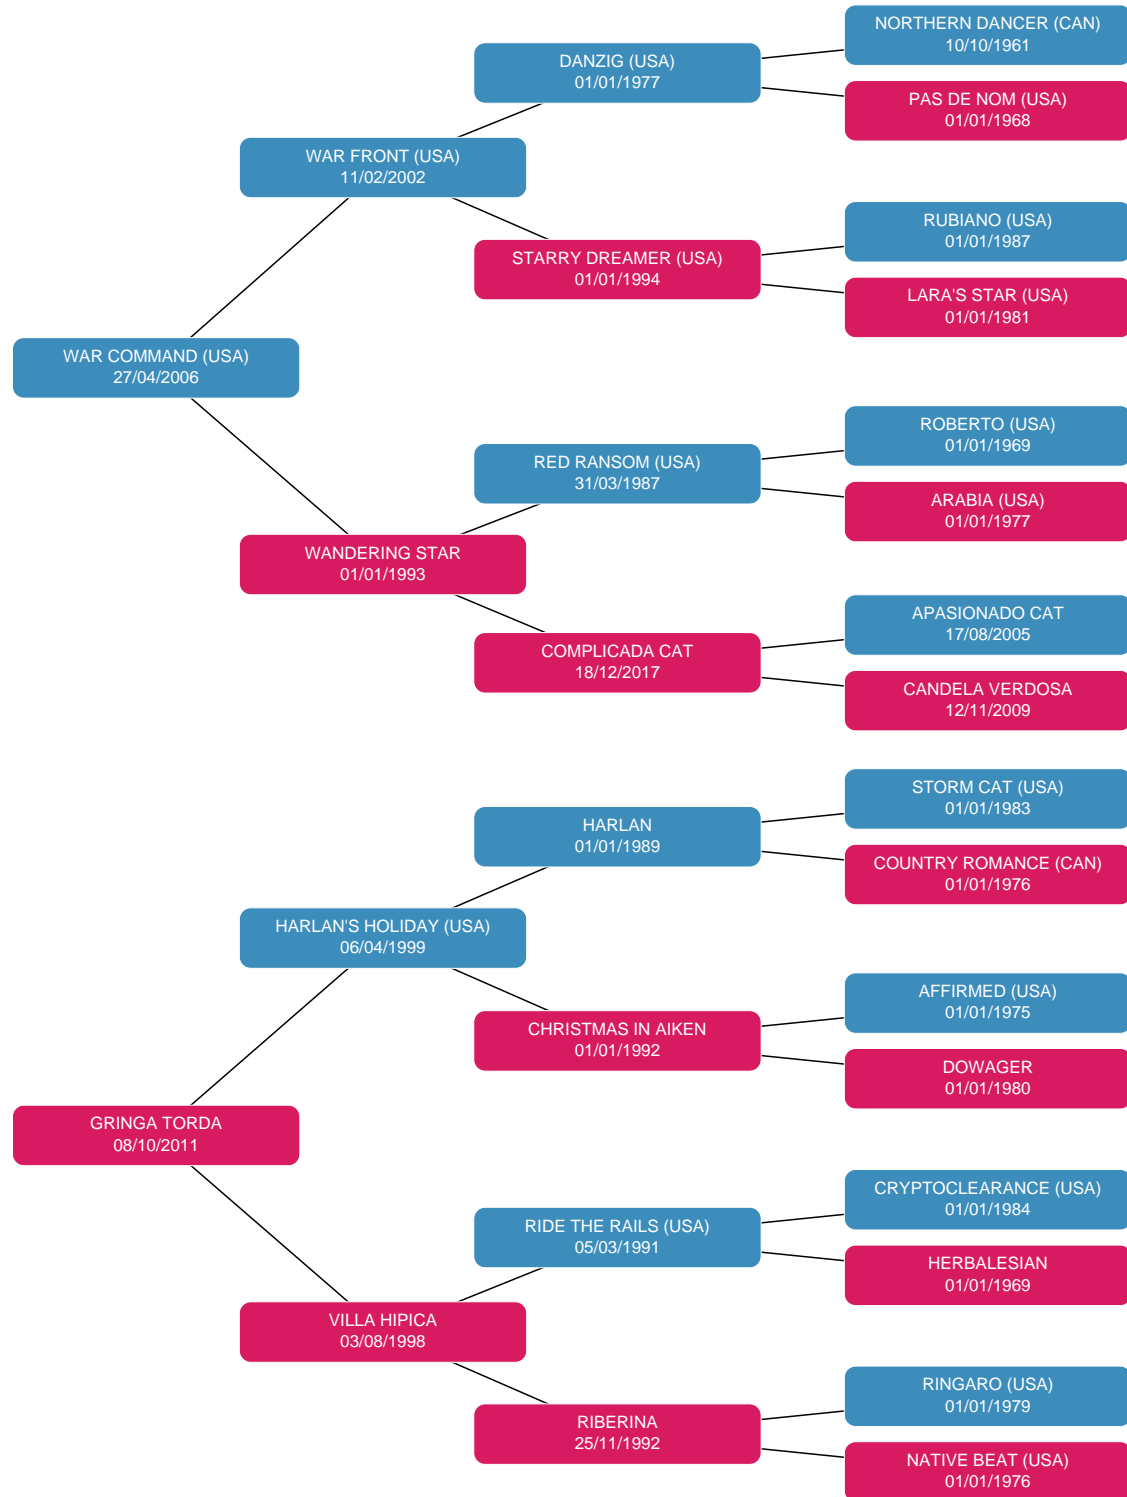 NORTHERN DANCER (CAN)
10/10/1961
DANZIG (USA)
01/01/1977
PAS DE NOM (USA)
01/01/1968
WAR FRONT (USA)
11/02/2002
RUBIANO (USA)
01/01/1987
STARRY DREAMER (USA)
01/01/1994
LARA'S STAR (USA)
01/01/1981
WAR COMMAND (USA)
27/04/2006
ROBERTO (USA)
01/01/1969
RED RANSOM (USA)
31/03/1987
ARABIA (USA)
01/01/1977
WANDERING STAR
01/01/1993
APASIONADO CAT
17/08/2005
COMPLICADA CAT
18/12/2017
CANDELA VERDOSA
12/11/2009
STORM CAT (USA)
01/01/1983
HARLAN
01/01/1989
COUNTRY ROMANCE (CAN)
01/01/1976
HARLAN'S HOLIDAY (USA)
06/04/1999
AFFIRMED (USA)
01/01/1975
CHRISTMAS IN AIKEN
01/01/1992
DOWAGER
01/01/1980
GRINGA TORDA
08/10/2011
CRYPTOCLEARANCE (USA)
01/01/1984
RIDE THE RAILS (USA)
05/03/1991
HERBALESIAN
01/01/1969
VILLA HIPICA
03/08/1998
RINGARO (USA)
01/01/1979
RIBERINA
25/11/1992
NATIVE BEAT (USA)
01/01/1976